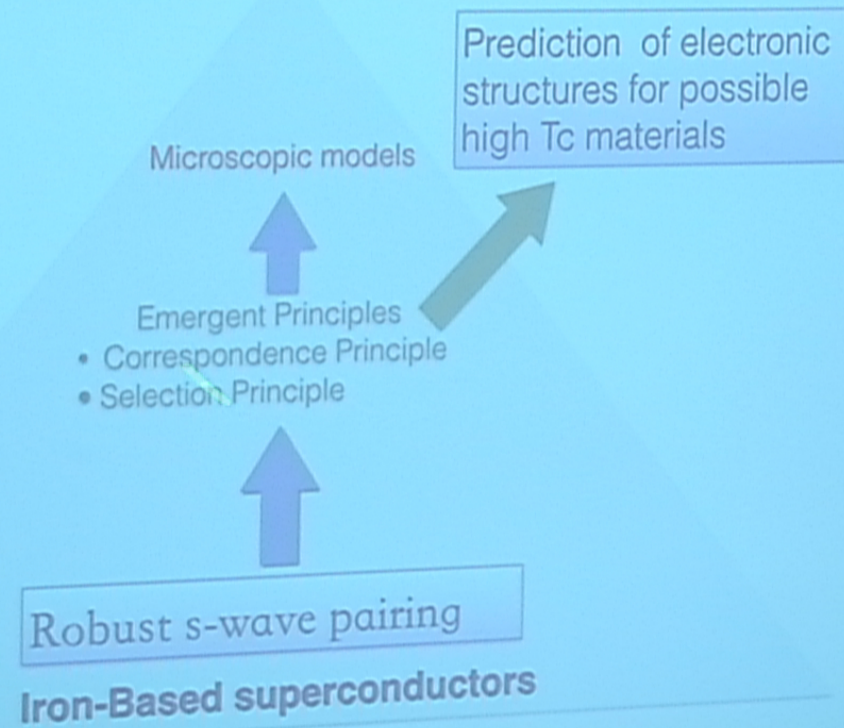 Prediction of electronic
structures for possible
high Tc materials
Microscopic models
Emergent Principles
• Correspondence Principle
• Selection Principle
Robust s-wave pairing
Iron-Based superconductors